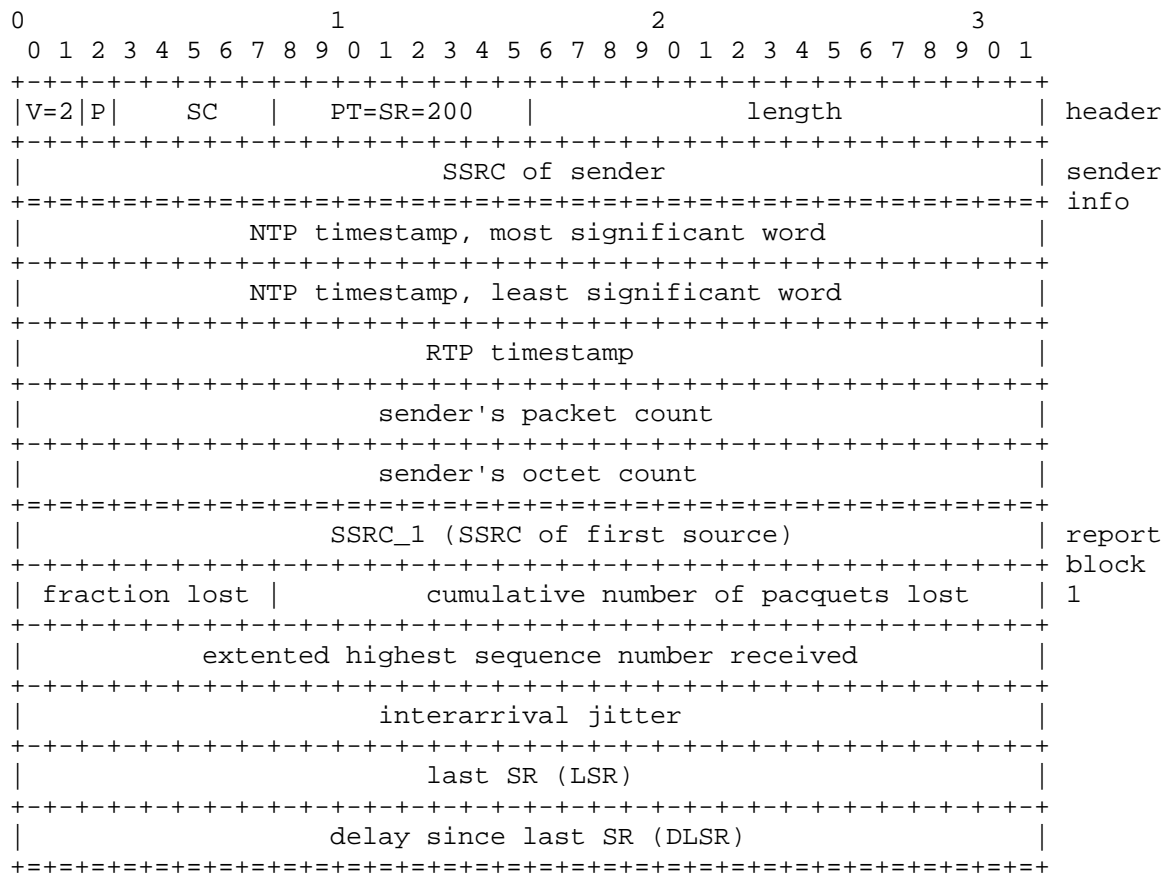 0                   1                   2                   3
 0 1 2 3 4 5 6 7 8 9 0 1 2 3 4 5 6 7 8 9 0 1 2 3 4 5 6 7 8 9 0 1
+-+-+-+-+-+-+-+-+-+-+-+-+-+-+-+-+-+-+-+-+-+-+-+-+-+-+-+-+-+-+-+-+
|V=2|P|    SC   |   PT=SR=200   |             length            | header
+-+-+-+-+-+-+-+-+-+-+-+-+-+-+-+-+-+-+-+-+-+-+-+-+-+-+-+-+-+-+-+-+
|                          SSRC of sender                       | sender
+=+=+=+=+=+=+=+=+=+=+=+=+=+=+=+=+=+=+=+=+=+=+=+=+=+=+=+=+=+=+=+=+ info
|              NTP timestamp, most significant word             |
+-+-+-+-+-+-+-+-+-+-+-+-+-+-+-+-+-+-+-+-+-+-+-+-+-+-+-+-+-+-+-+-+
|              NTP timestamp, least significant word            |
+-+-+-+-+-+-+-+-+-+-+-+-+-+-+-+-+-+-+-+-+-+-+-+-+-+-+-+-+-+-+-+-+
|                         RTP timestamp                         |
+-+-+-+-+-+-+-+-+-+-+-+-+-+-+-+-+-+-+-+-+-+-+-+-+-+-+-+-+-+-+-+-+
|                      sender's packet count                    |
+-+-+-+-+-+-+-+-+-+-+-+-+-+-+-+-+-+-+-+-+-+-+-+-+-+-+-+-+-+-+-+-+
|                      sender's octet count                     |
+=+=+=+=+=+=+=+=+=+=+=+=+=+=+=+=+=+=+=+=+=+=+=+=+=+=+=+=+=+=+=+=+
|                   SSRC_1 (SSRC of first source)               | report
+-+-+-+-+-+-+-+-+-+-+-+-+-+-+-+-+-+-+-+-+-+-+-+-+-+-+-+-+-+-+-+-+ block
| fraction lost |         cumulative number of pacquets lost    | 1
+-+-+-+-+-+-+-+-+-+-+-+-+-+-+-+-+-+-+-+-+-+-+-+-+-+-+-+-+-+-+-+-+
|           extented highest sequence number received           |
+-+-+-+-+-+-+-+-+-+-+-+-+-+-+-+-+-+-+-+-+-+-+-+-+-+-+-+-+-+-+-+-+
|                      interarrival jitter                      |
+-+-+-+-+-+-+-+-+-+-+-+-+-+-+-+-+-+-+-+-+-+-+-+-+-+-+-+-+-+-+-+-+
|                         last SR (LSR)                         |
+-+-+-+-+-+-+-+-+-+-+-+-+-+-+-+-+-+-+-+-+-+-+-+-+-+-+-+-+-+-+-+-+
|                   delay since last SR (DLSR)                  |
+=+=+=+=+=+=+=+=+=+=+=+=+=+=+=+=+=+=+=+=+=+=+=+=+=+=+=+=+=+=+=+=+